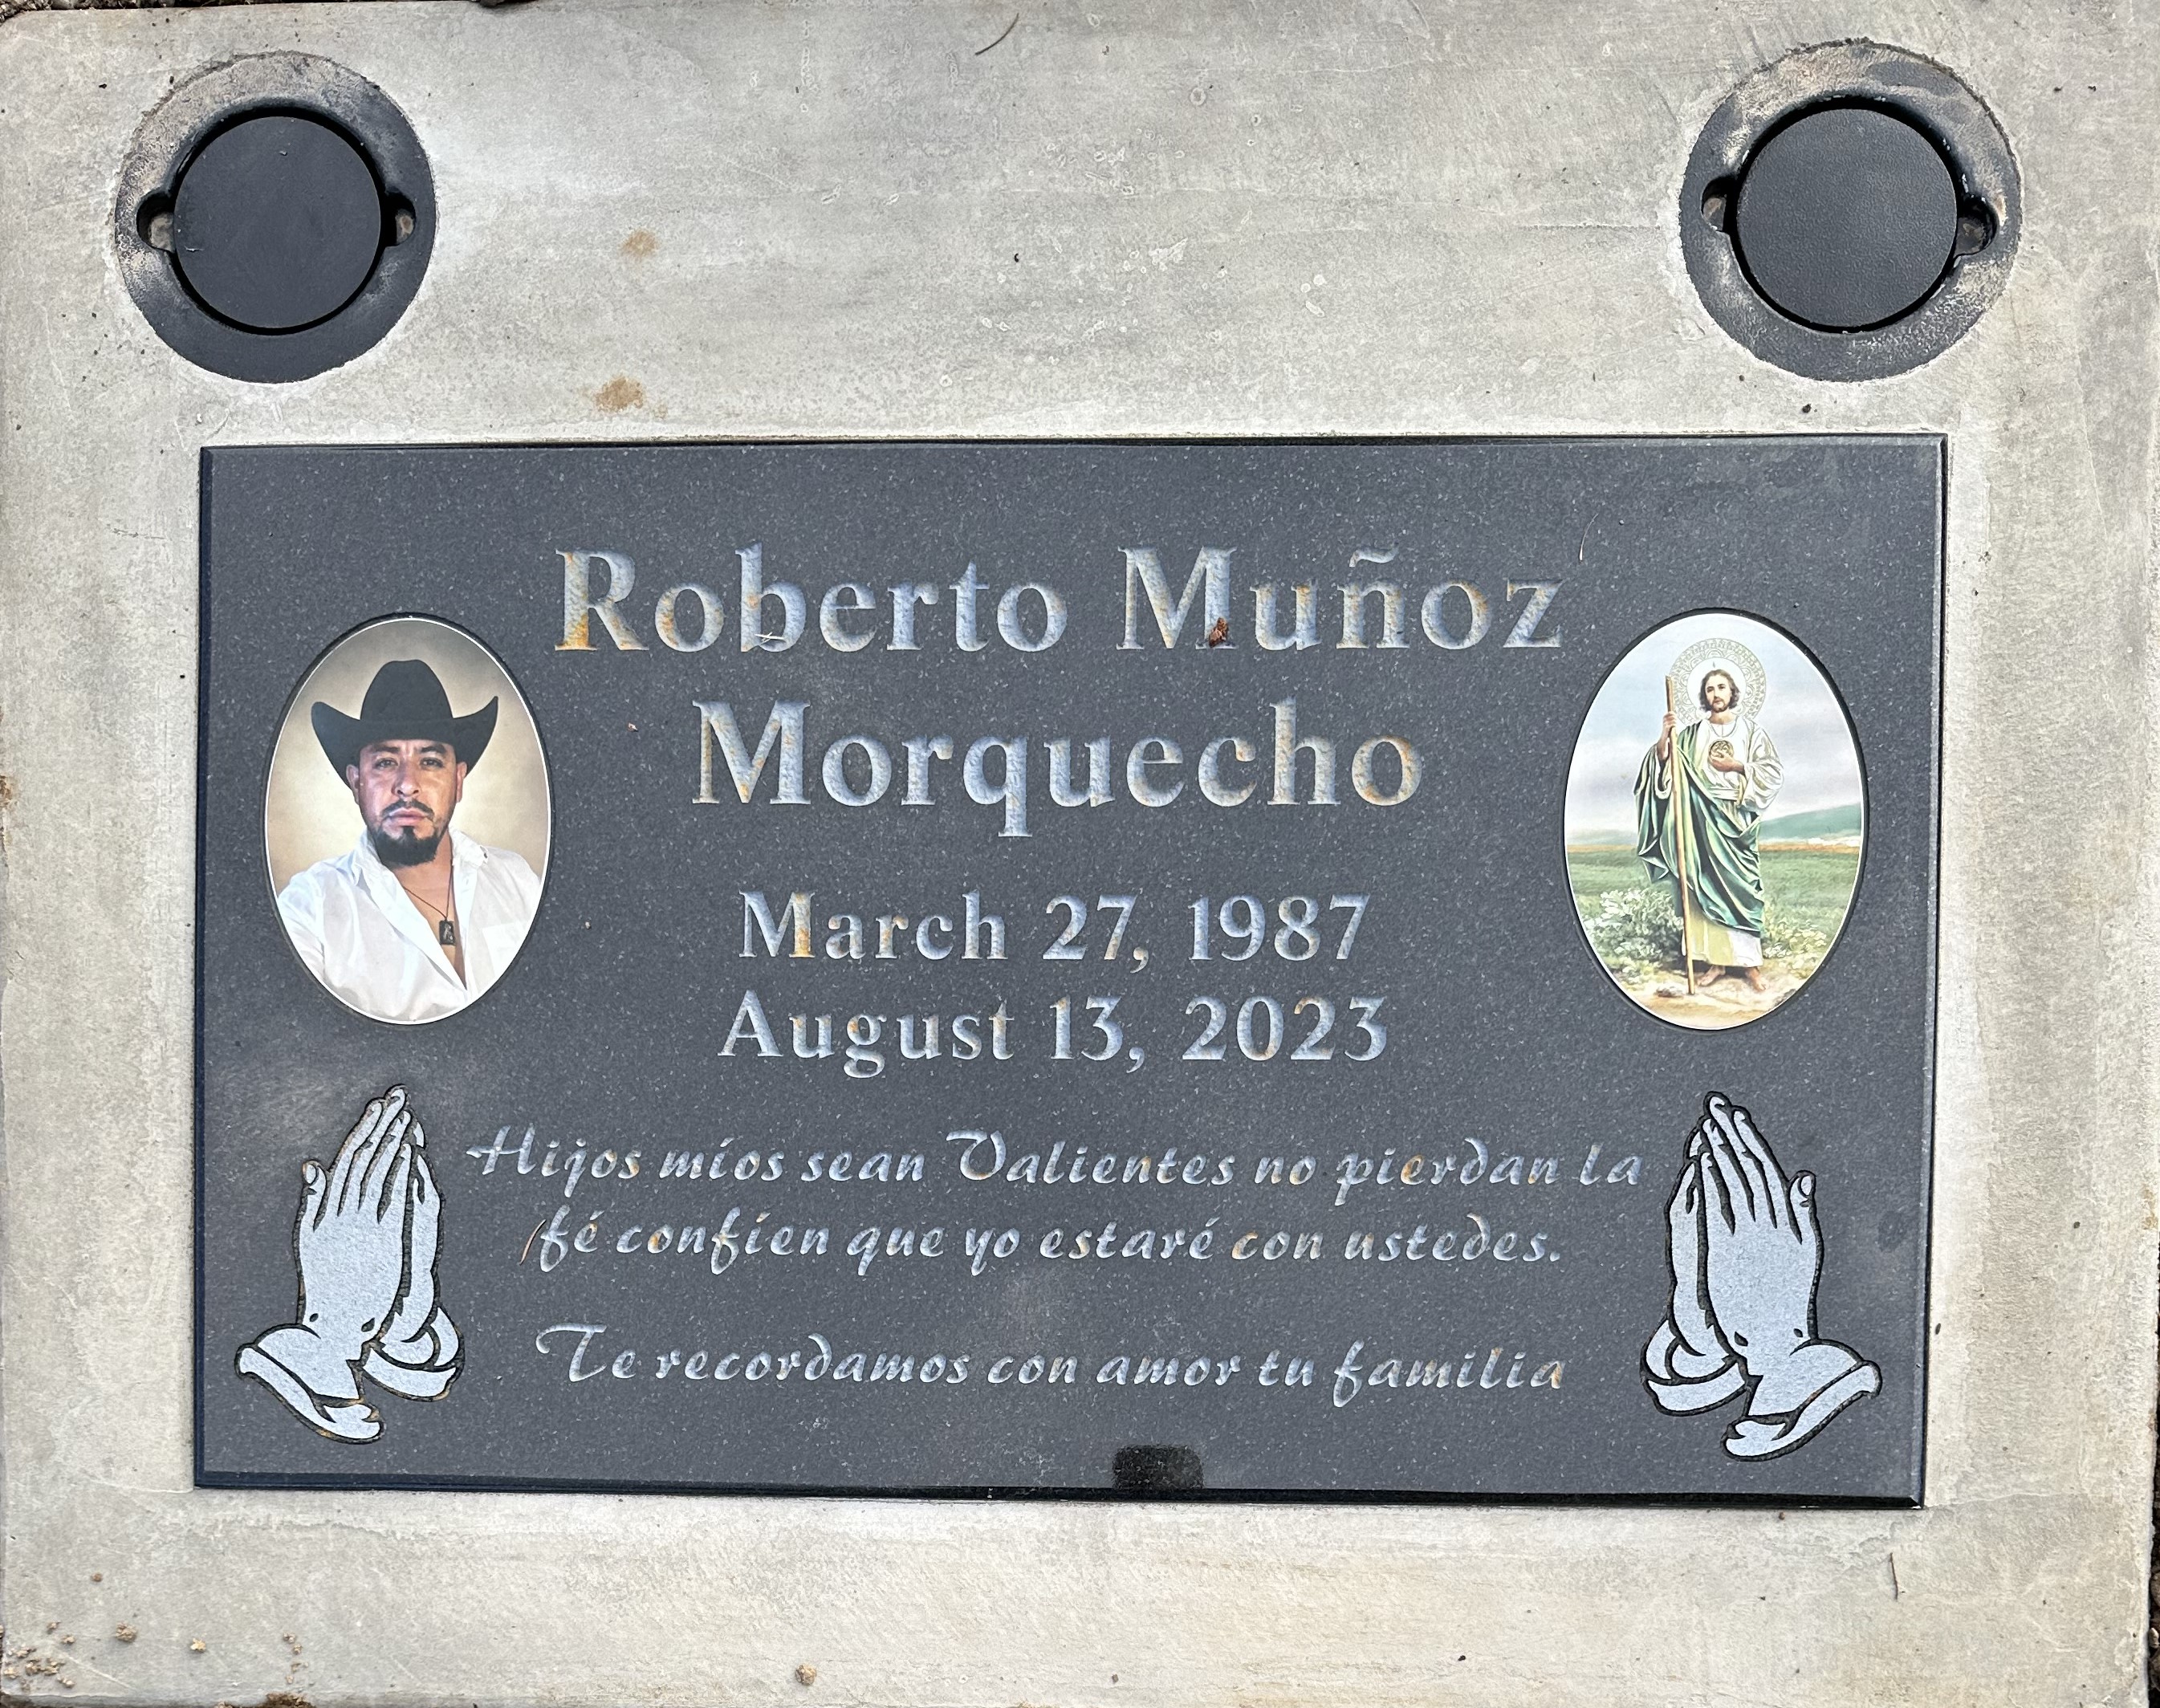 Roberto Muñoz
Morquecho
March 27, 1987
August 13, 2023
Hijos míos sean Valientes no pierdan la
fé confíen que yo estaré con ustedes.
Te recordamos con amor tu familia